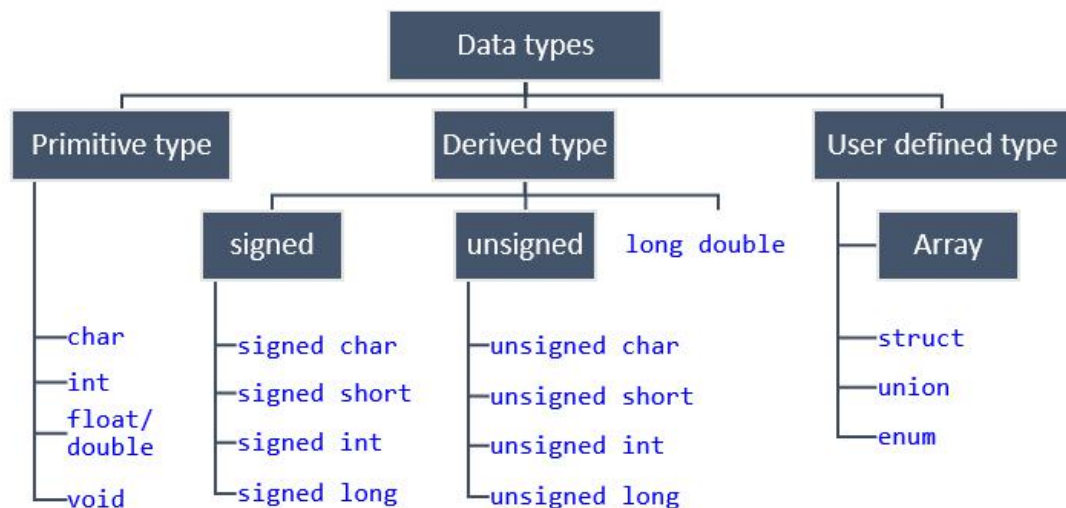 Data types
Primitive type
Derived type
User defined type
signed
unsigned
long double
Array
char
int
float/
double
void
signed char
signed short
signed int
signed long
unsigned char
unsigned short
unsigned int
unsigned long
struct
union
enum